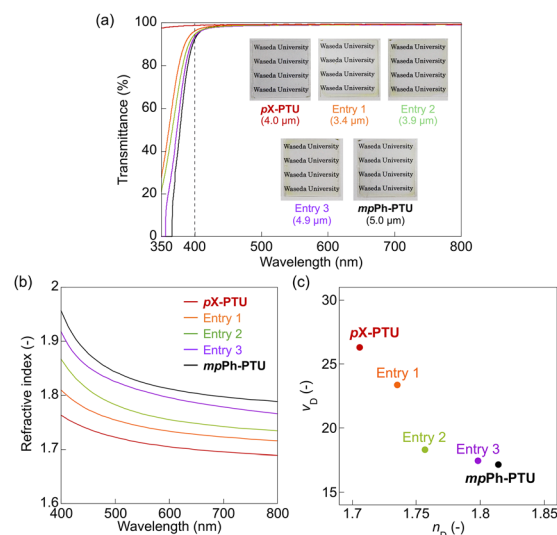 (a)
100
80
60
40
20
0
Transmittance (%)
350 400 500 600 700 800
Wavelength (nm)
Waseda University Waseda University Waseda University
Waseda University Waseda University Waseda University
Waseda University Waseda University Waseda University
Waseda University Waseda University Waseda University
pX-PTU Entry 1 Entry 2
(4.0 μm) (3.4 μm) (3.9 μm)
Waseda University Waseda University
Waseda University Waseda University
Waseda University Waseda University
Waseda University Waseda University
Entry 3 mpPh-PTU
(4.9 μm) (5.0 μm)
(b)
2
1.9
1.8
1.7
1.6
Refractive index (-)
pX-PTU
Entry 1
Entry 2
Entry 3
mpPh-PTU
400 500 600 700 800
Wavelength (nm)
(c)
30
25
20
15
νD (-)
pX-PTU
Entry 1
Entry 2
Entry 3
mpPh-PTU
1.7 1.75 1.8 1.85
nD (-)